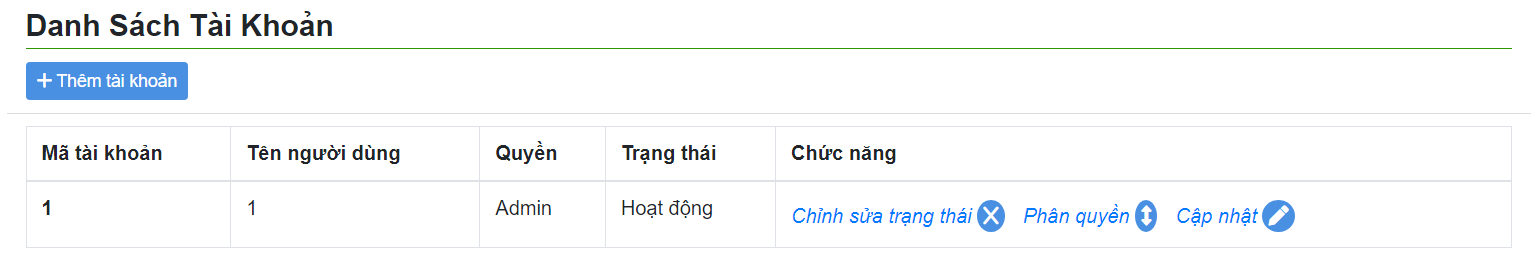 Danh Sách Tài Khoản
Thêm tài khoản
Mã tài khoản Tên người dùng Quyền Trạng thái Chức năng
1 1 Admin Hoạt động Chỉnh sửa trạng thái Phân quyền Cập nhật